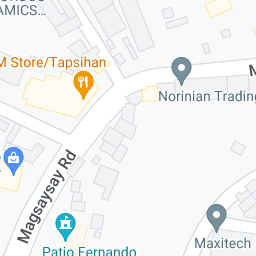 AMICS...
M Store/Tapsihan
M
Norinian Trading
Magsaysay Rd
Maxitech
Patio Fernando